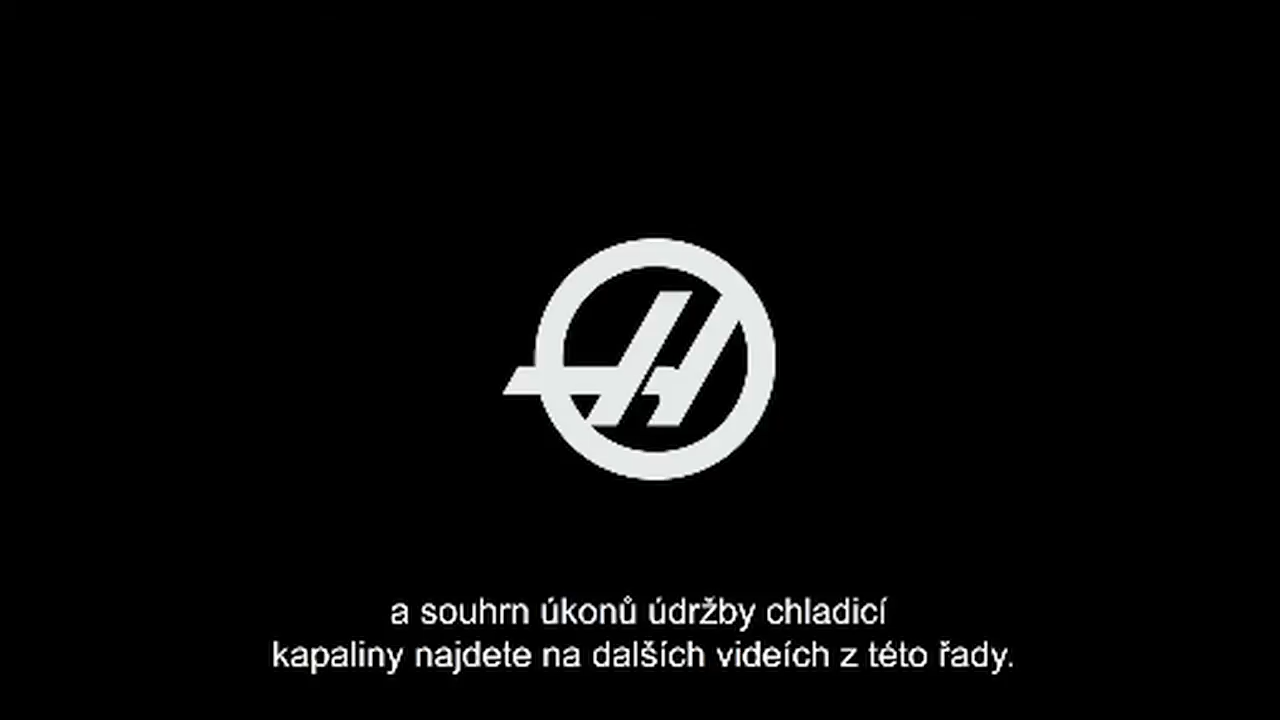 a souhrn úkonů údržby chladicí
kapaliny najdete na dalších videích z této řady.